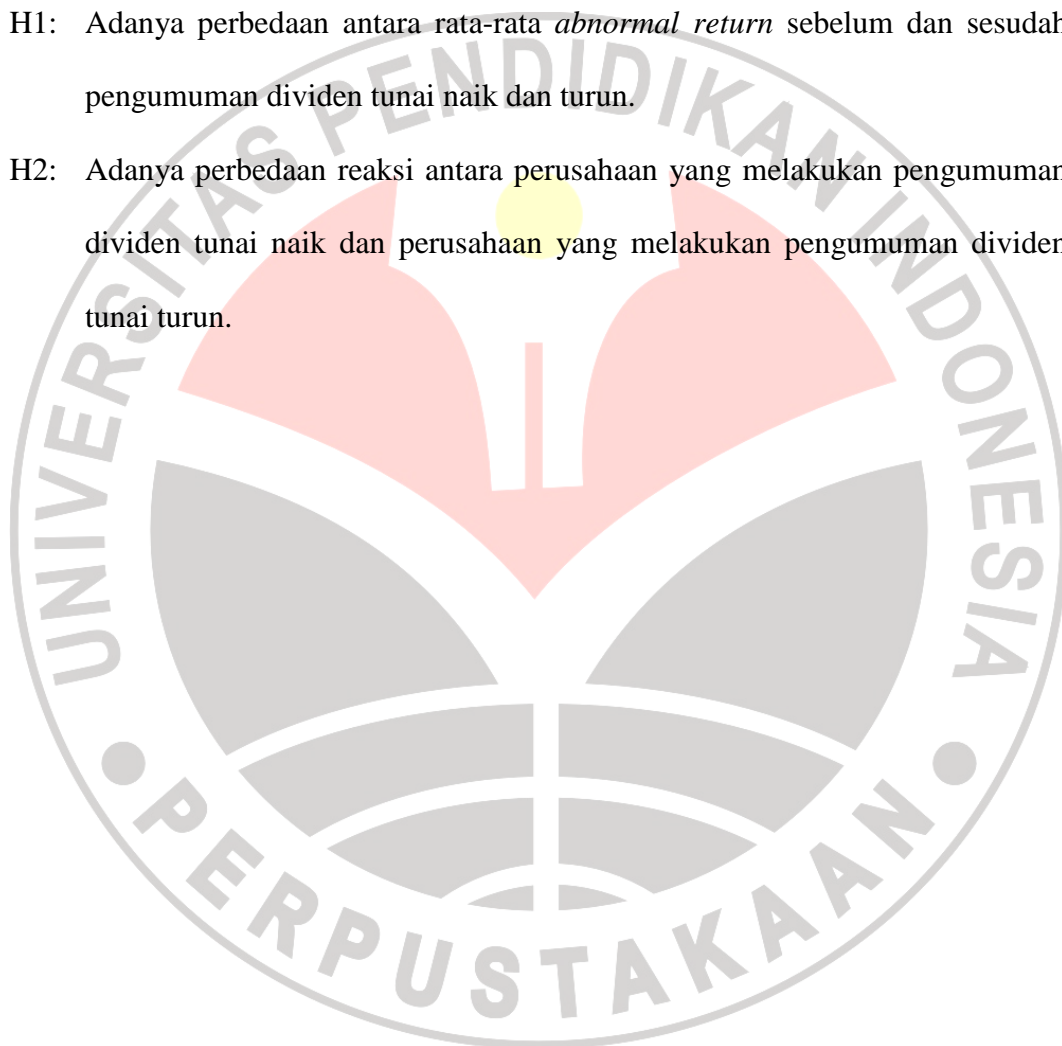 H1: Adanya perbedaan antara rata-rata abnormal return sebelum dan sesudah
pengumuman dividen tunai naik dan turun.
H2: Adanya perbedaan reaksi antara perusahaan yang melakukan pengumuman
dividen tunai naik dan perusahaan yang melakukan pengumuman dividen
tunai turun.
UNIVERSITAS PENDIDIKAN INDONESIA
PERPUSTAKAAN